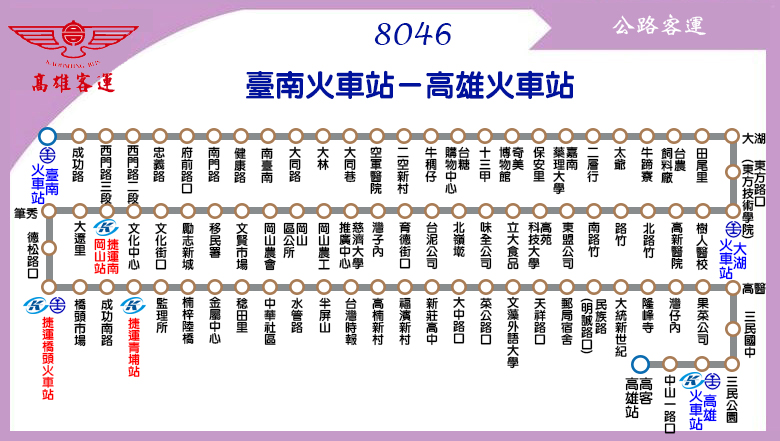 8046
公路客運
KAOHSIUNG BUS
高雄客運
臺南火車站－高雄火車站
臺南火車站
成功路
西門路三段
西門路二段
忠義路
府前路口
南門路
健康路
南臺南
大同路
大林
大同巷
空軍醫院
二空新村
牛稠仔
台糖購物中心
十三甲
奇美博物館
保安里
嘉南藥理大學
二層行
太爺
牛蹄寮
台農飼料廠
田尾里
大湖
東方路口(東方技術學院)
大湖火車站
樹人醫校
高新醫院
北路竹
路竹
南路竹
東盟公司
高苑科技大學
立大食品
味全公司
北嶺墘
台泥公司
育德街口
灣子內
慈濟大學推廣中心
岡山農工
岡山區公所
岡山農會
文賢市場
移民署
勵志新城
文化街口
文化中心
捷運南岡山站
大遼里
筆秀
德松路口
捷運橋頭火車站
橋頭市場
成功南路
捷運青埔站
監理所
楠梓陸橋
金屬中心
稔田里
中華社區
水管路
半屏山
台灣時報
高楠新村
福濱新村
新莊高中
大中路口
菜公路口
文藻外語大學
天祥路口
郵局宿舍
民族路(明誠路口)
大統新世紀
隆峰寺
灣仔內
果菜公司
高醫
三民國中
三民公園
高雄火車站
中山一路口
高客高雄站